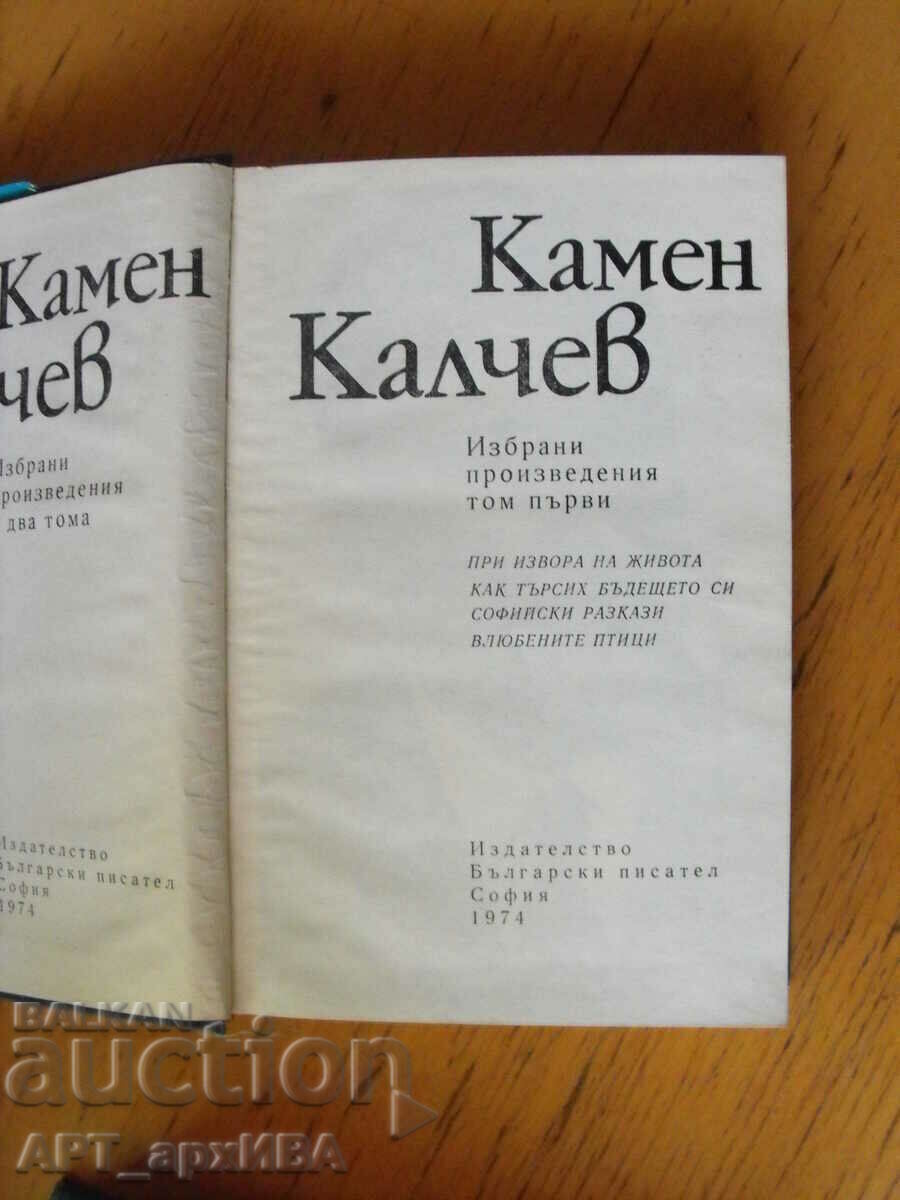 Камен
чев
Избрани
произведения
два тома
Издателство
Български писател
София
1974
Камен
Калчев
Избрани
произведения
том първи
ПРИ ИЗВОРА НА ЖИВОТА
КАК ТЪРСИХ БЪДЕЩЕТО СИ
СОФИЙСКИ РАЗКАЗИ
ВЛЮБЕНИТЕ ПТИЦИ
Издателство
Български писател
София
1974
BALKAN
auction
АРТ_архИВА